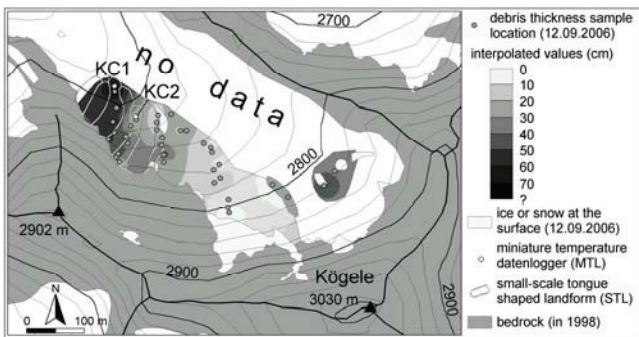 2700
KC1
no data
KC2
2800
2902 m
2900
Kögele
3030 m
2900
N
0 100 m
debris thickness sample
location (12.09.2006)
interpolated values (cm)
0
10
20
30
40
50
60
70
?
ice or snow at the
surface (12.09.2006)
miniature temperature
datenlogger (MTL)
small-scale tongue
shaped landform (STL)
bedrock (in 1998)